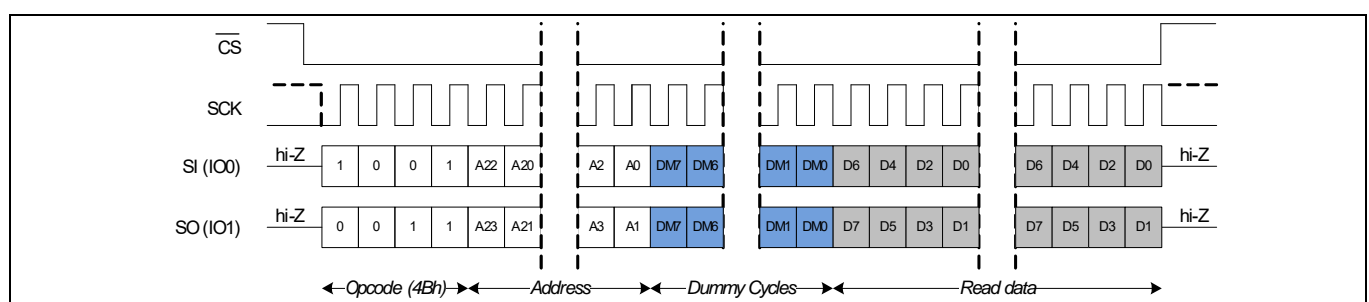 CS
SCK
SI (IO0) hi-Z 1 0 0 1 A22 A20 A2 A0 DM7 DM6 DM1 DM0 D6 D4 D2 D0 D6 D4 D2 D0 hi-Z
SO (IO1) hi-Z 0 0 1 1 A23 A21 A3 A1 DM7 DM6 DM1 DM0 D7 D5 D3 D1 D7 D5 D3 D1 hi-Z
Opcode (4Bh) Address Dummy Cycles Read data